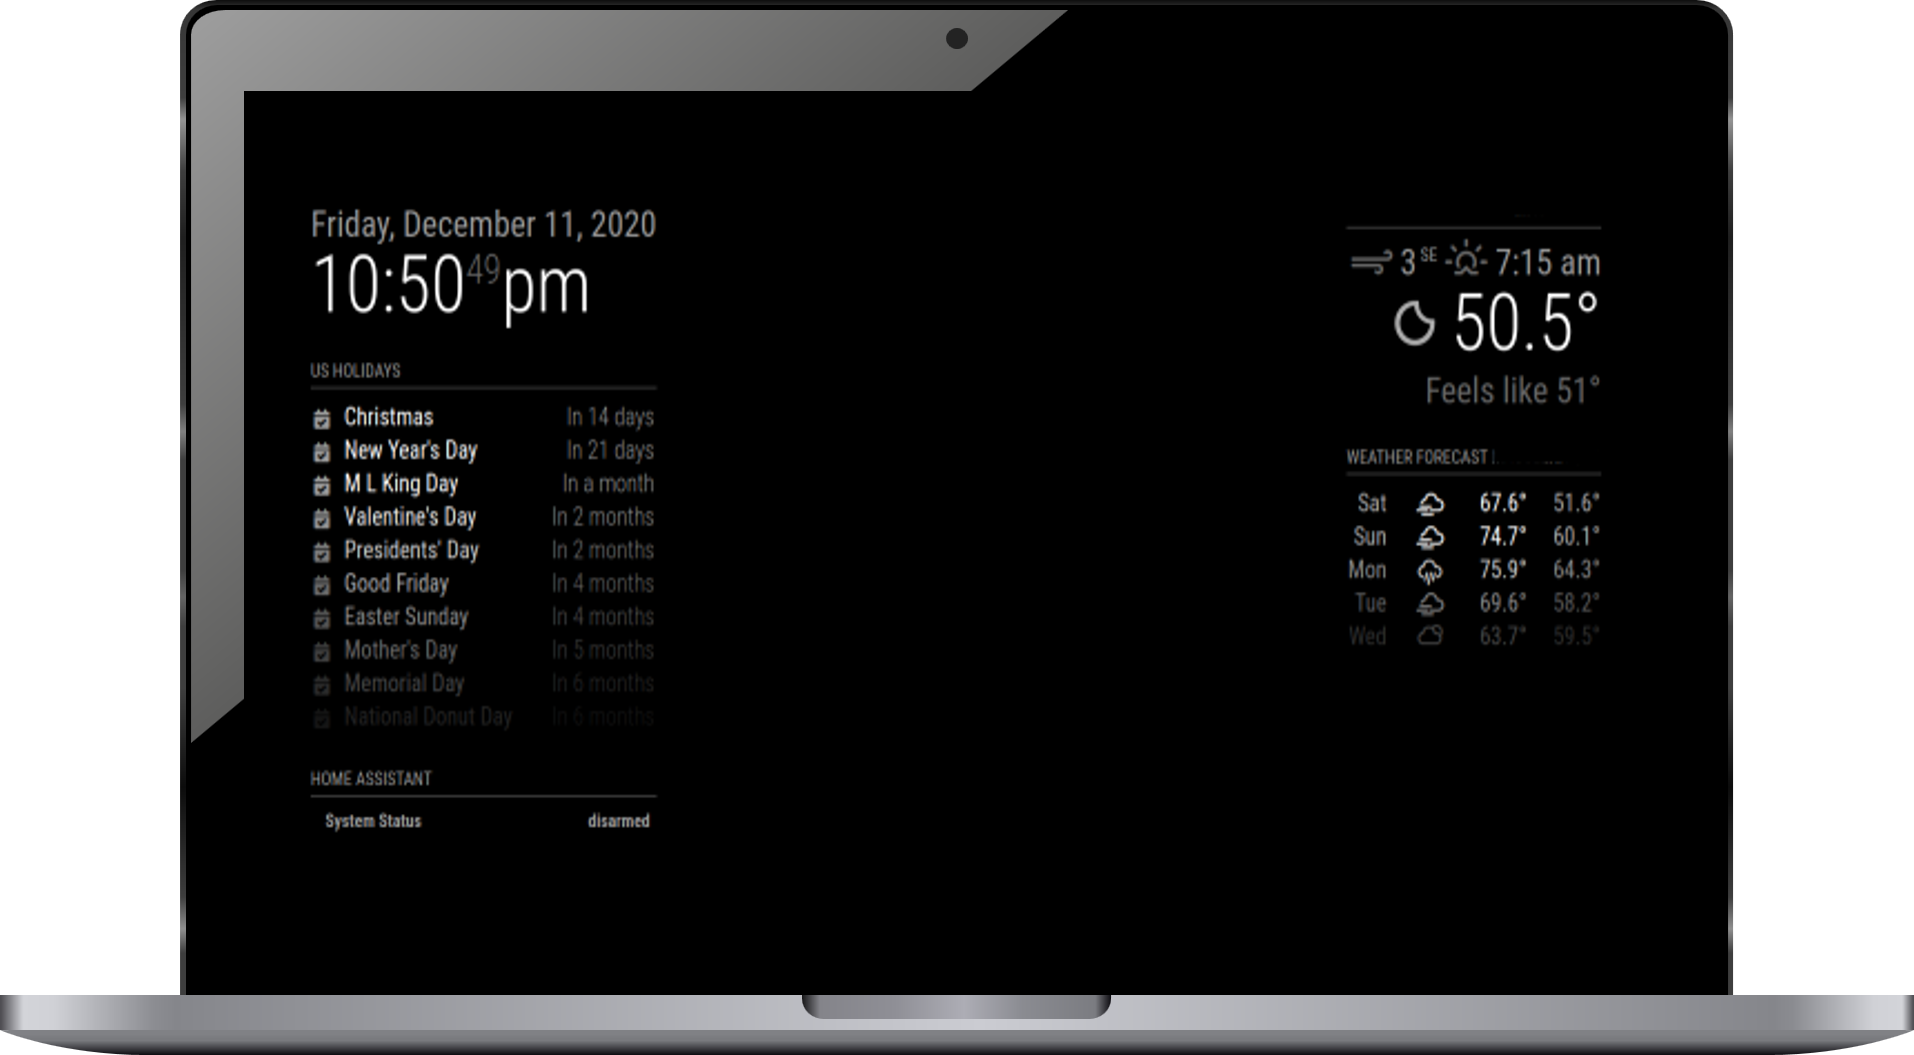 Friday, December 11, 2020
10:50 49 pm
US HOLIDAYS
Christmas In 14 days
New Year's Day In 21 days
M L King Day In a month
Valentine's Day In 2 months
Presidents' Day In 2 months
Good Friday In 4 months
Easter Sunday In 4 months
Mother's Day In 5 months
Memorial Day In 6 months
National Donut Day In 6 months
HOME ASSISTANT
System Status disarmed
3 SE 7:15 am
50.5°
Feels like 51°
WEATHER FORECAST
Sat 67.6° 51.6°
Sun 74.7° 60.1°
Mon 75.9° 64.3°
Tue 69.6° 58.2°
Wed 63.7° 59.5°